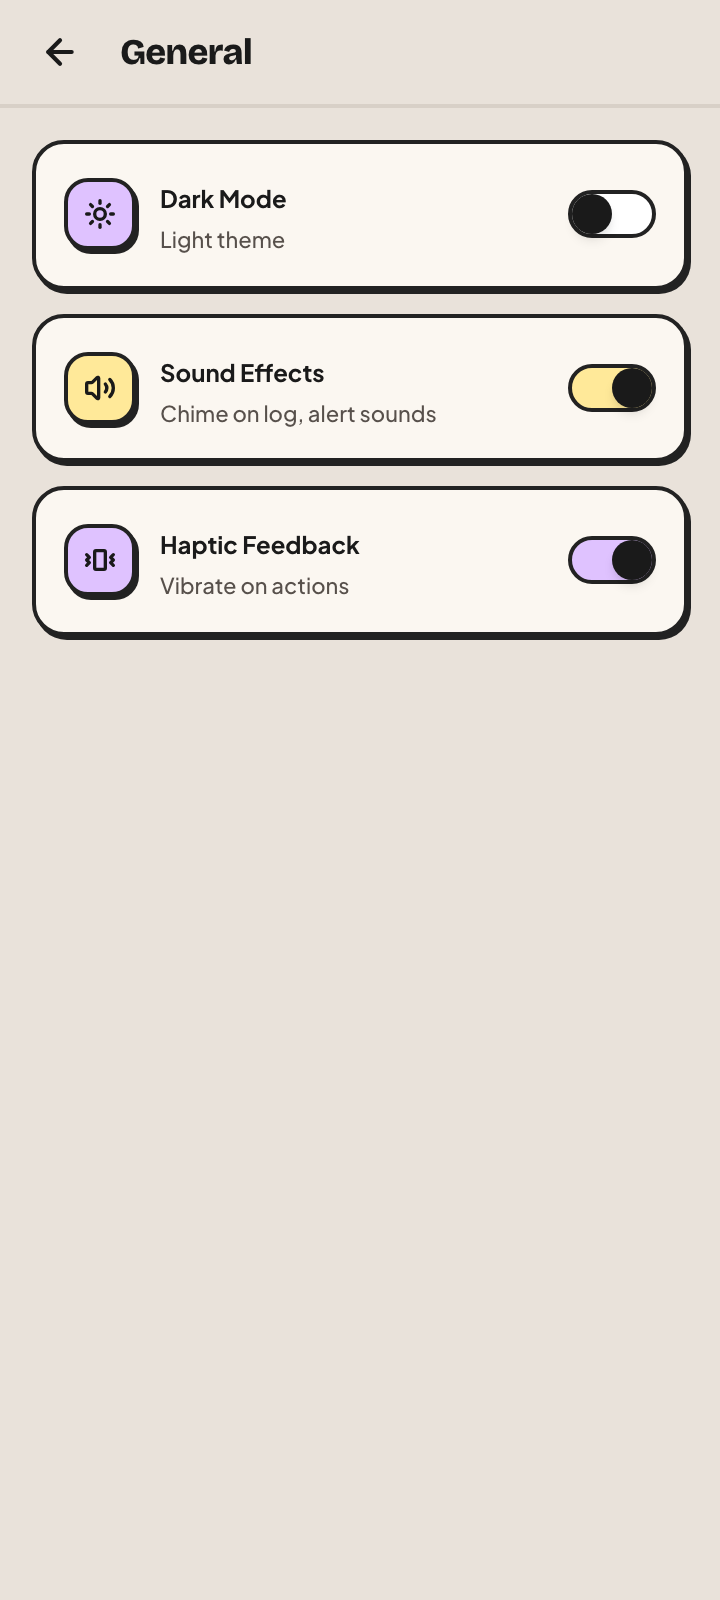 General
Dark Mode
Light theme
Sound Effects
Chime on log, alert sounds
Haptic Feedback
Vibrate on actions